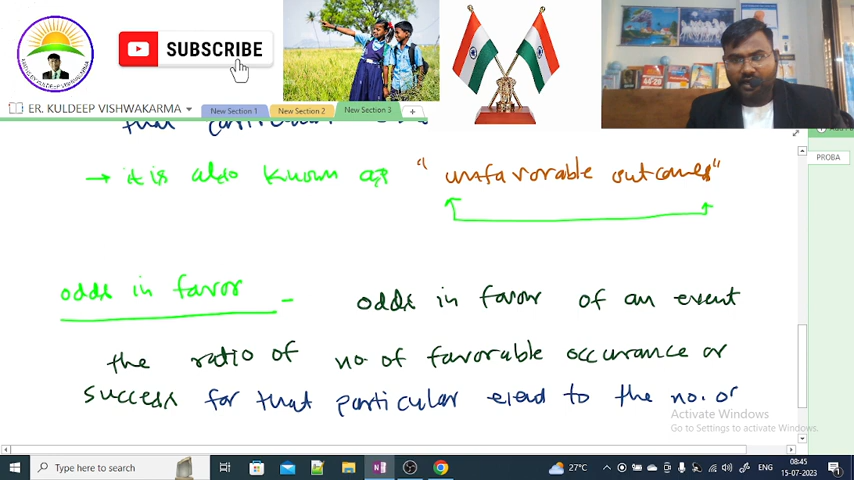 SUBSCRIBE
ER. KULDEEP VISHWAKARMA
New Section 1
New Section 2
New Section 3
+
that particular
→ it is also known as "unfavorable outcomes"
odds in favor - odds in favour of an event
the ratio of no. of favorable occurance or
success for that particular event to the no. of
PROBA
Activate Windows
Go to Settings to activate Windows.
Type here to search
27°C
ENG
08:45
15-07-2023